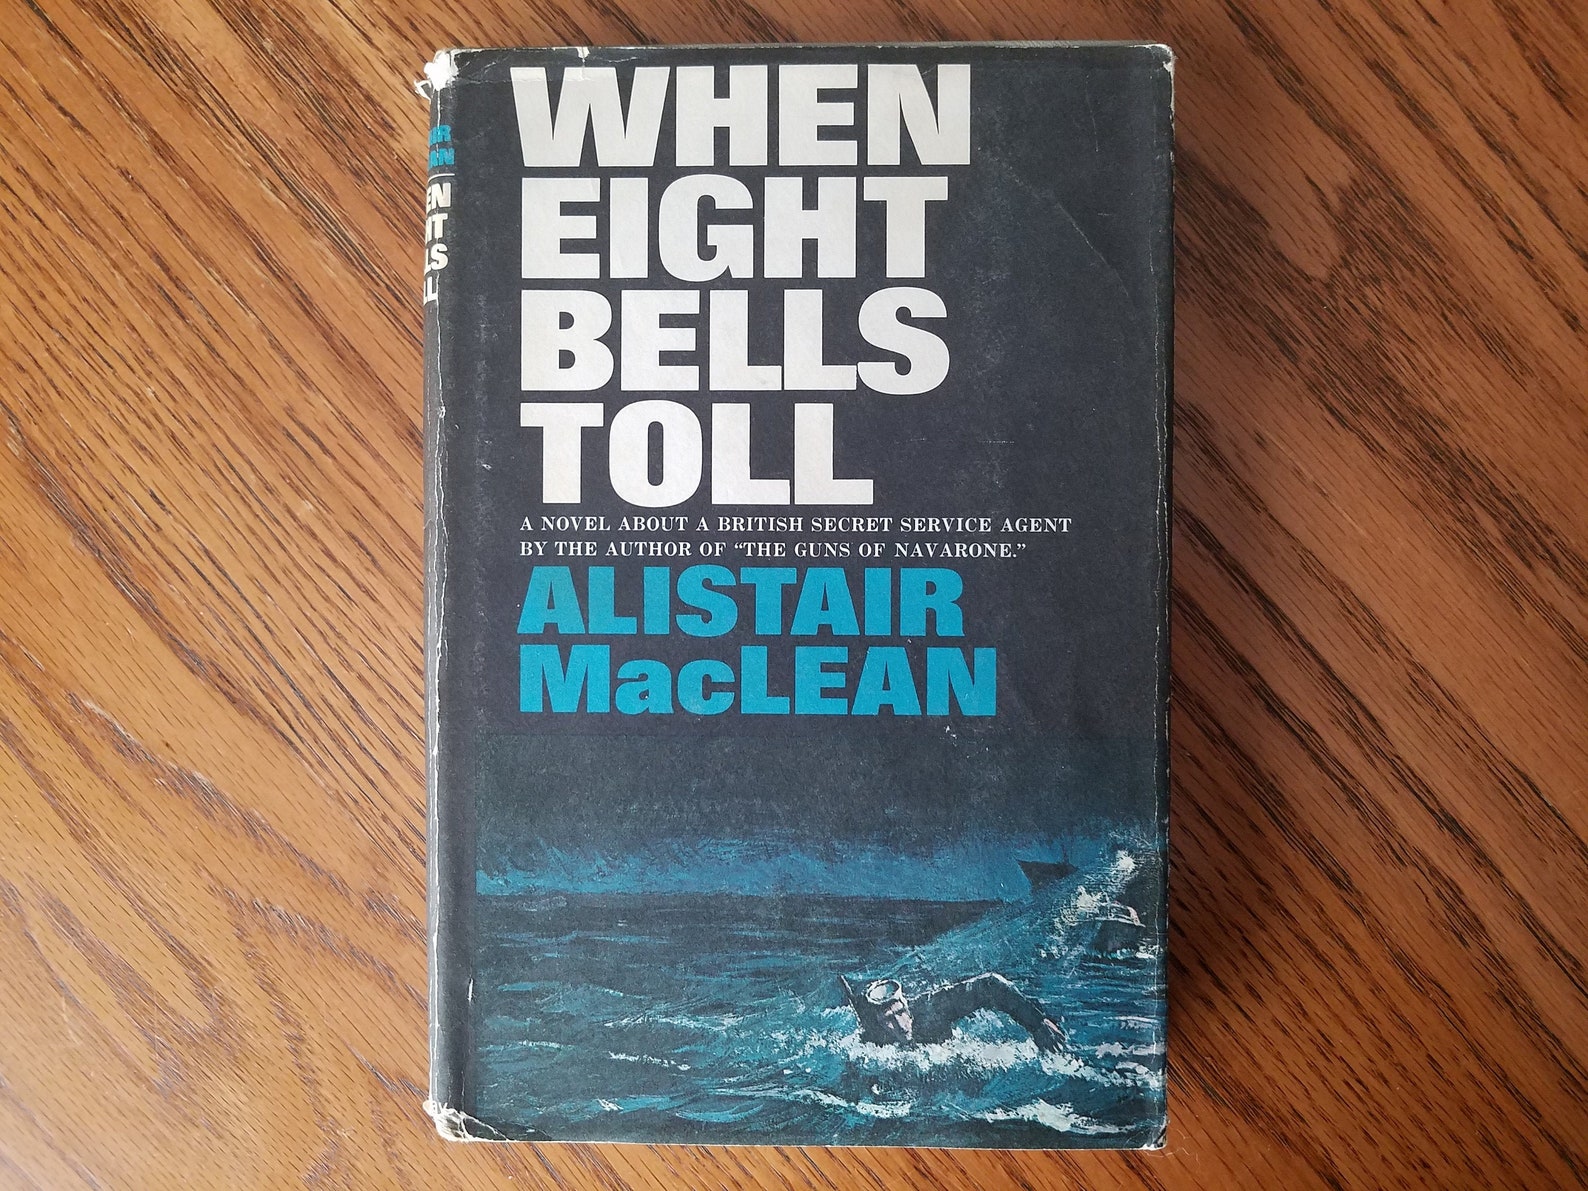 WHEN
EIGHT
BELLS
TOLL
A NOVEL ABOUT A BRITISH SECRET SERVICE AGENT
BY THE AUTHOR OF “THE GUNS OF NAVARONE.”
ALISTAIR
MacLEAN